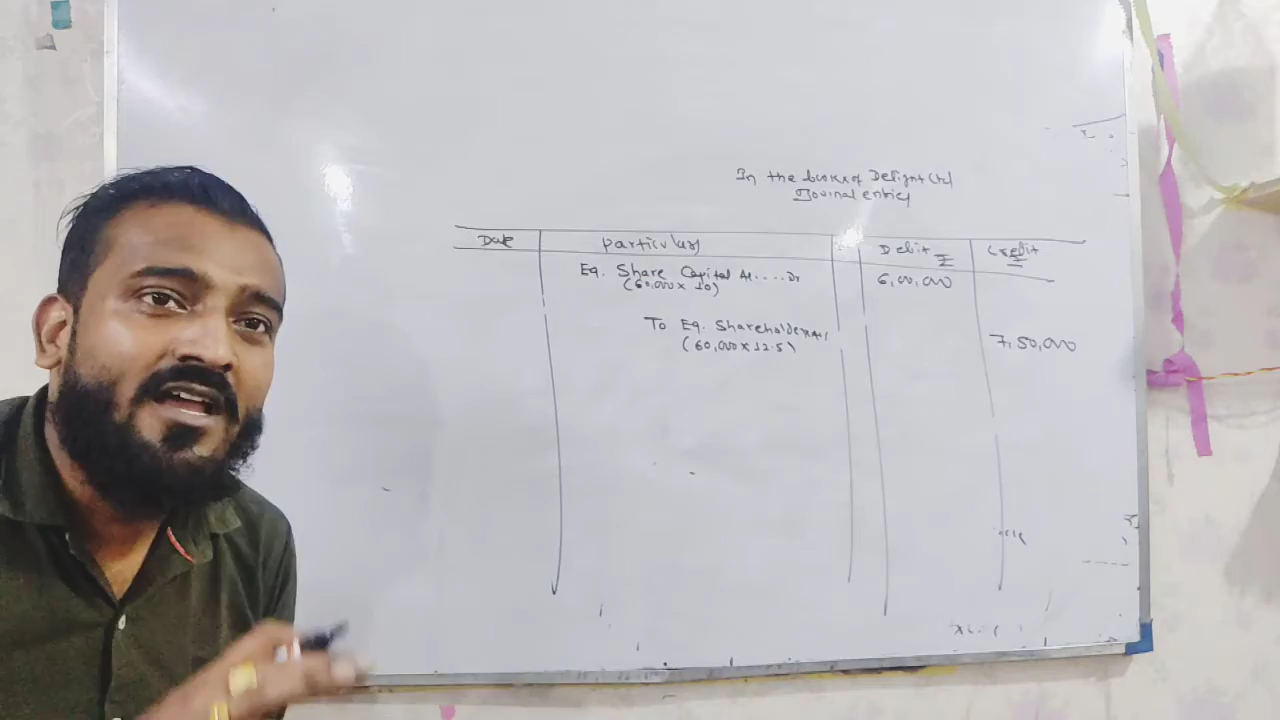 In the books of Delight Ltd
Journal entries
Date particulars Debit ₹ Credit ₹
Eq. Share Capital A/c....Dr 6,00,000
(60,000 x 10)
To Eq. Shareholders A/c 7,50,000
(60,000 x 12.5)